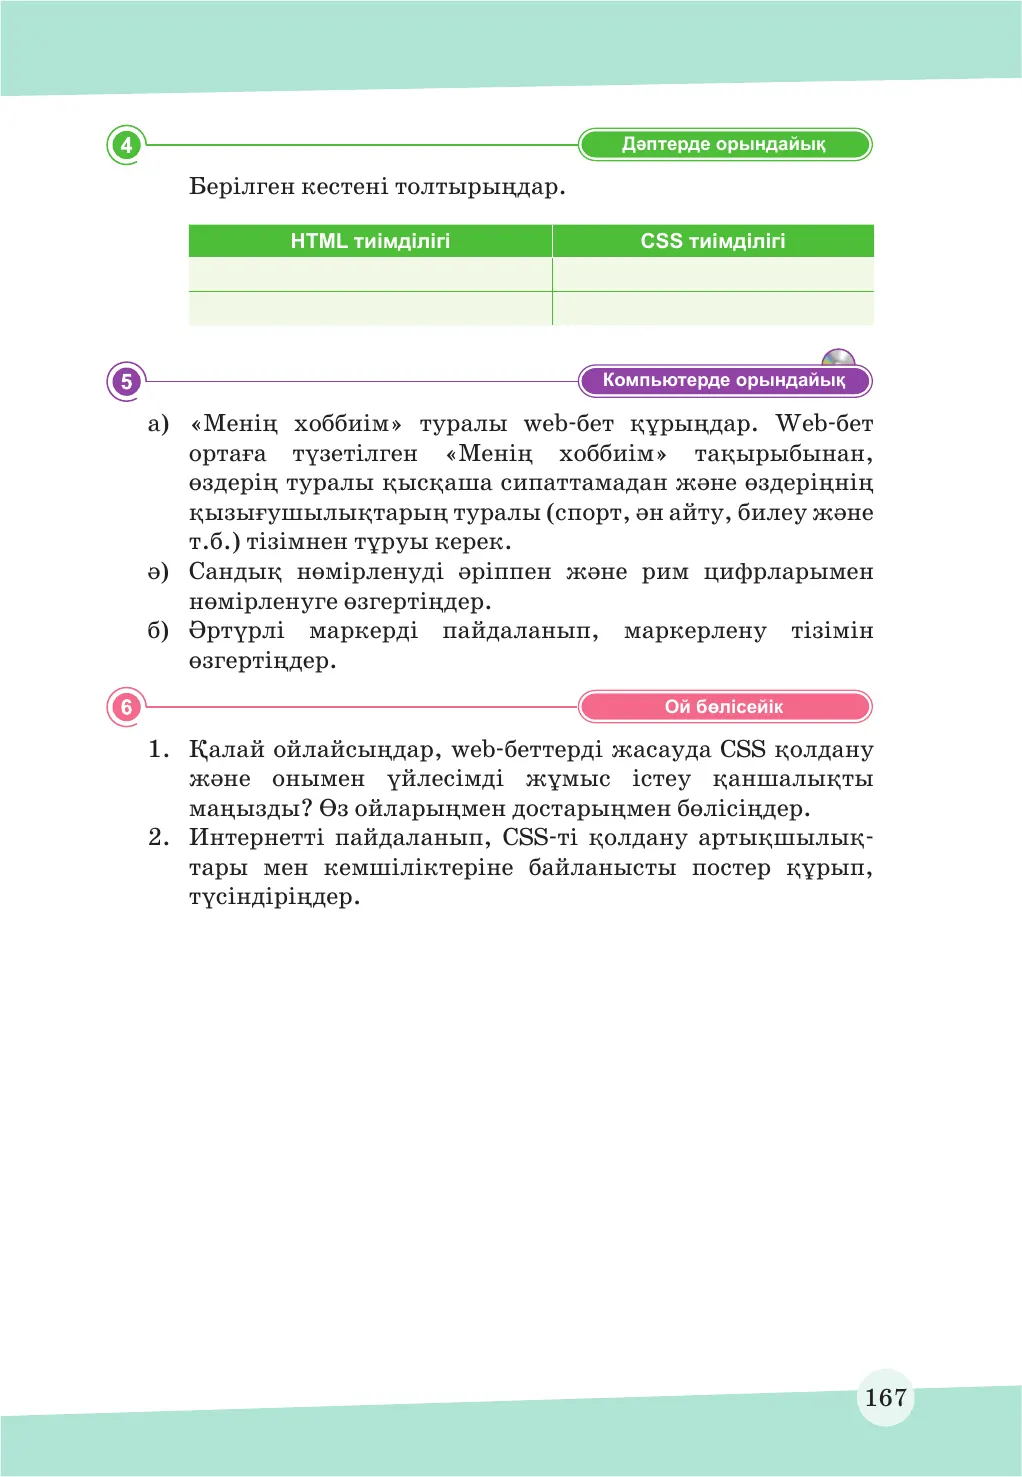 4
Дәптерде орындайық
Берілген кестені толтырыңдар.
HTML тиімділігі
CSS тиімділігі
5
Компьютерде орындайық
а) «Менің хоббиім» туралы web-бет құрыңдар. Web-бет
ортаға түзетілген «Менің хоббиім» тақырыбынан,
өздерің туралы қысқаша сипаттамадан және өздеріңнің
қызығушылықтарың туралы (спорт, ән айту, билеу және
т.б.) тізімнен тұруы керек.
ә) Сандық нөмірленуді әріппен және рим цифрларымен
нөмірленуге өзгертіңдер.
б) Әртүрлі маркерді пайдаланып, маркерлену тізімін
өзгертіңдер.
6
Ой бөлісейік
1. Қалай ойлайсыңдар, web-беттерді жасауда CSS қолдану
және онымен үйлесімді жұмыс істеу қаншалықты
маңызды? Өз ойларыңмен достарыңмен бөлісіңдер.
2. Интернетті пайдаланып, CSS-ті қолдану артықшылық-
тары мен кемшіліктеріне байланысты постер құрып,
түсіндіріңдер.
167